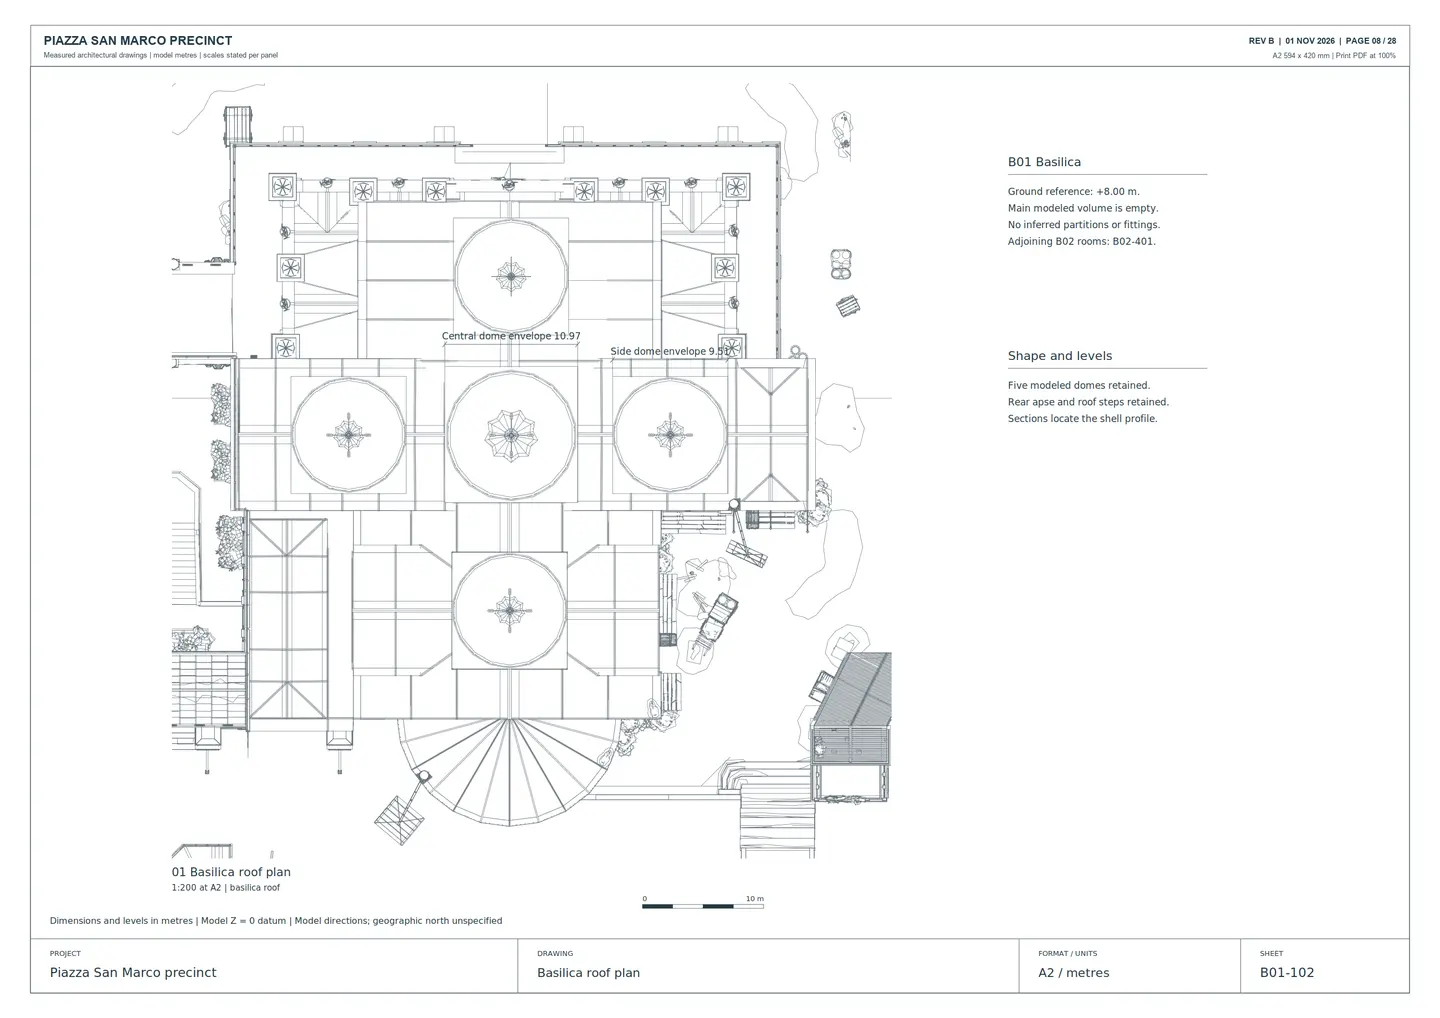 PIAZZA SAN MARCO PRECINCT
Measured architectural drawings | model metres | scales stated per panel
REV B | 01 NOV 2026 | PAGE 08 / 28
A2 594 x 420 mm | Print PDF at 100%
B01 Basilica
Ground reference: +8.00 m.
Main modeled volume is empty.
No inferred partitions or fittings.
Adjoining B02 rooms: B02-401.
Central dome envelope 10.97
Side dome envelope 9.51
Shape and levels
Five modeled domes retained.
Rear apse and roof steps retained.
Sections locate the shell profile.
01 Basilica roof plan
1:200 at A2 | basilica roof
0 10 m
Dimensions and levels in metres | Model Z = 0 datum | Model directions; geographic north unspecified
PROJECT
Piazza San Marco precinct
DRAWING
Basilica roof plan
FORMAT / UNITS
A2 / metres
SHEET
B01-102